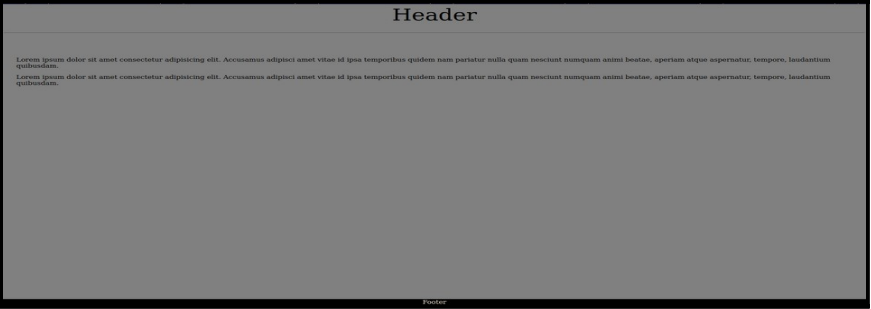 Header
Lorem ipsum dolor sit amet consectetur adipisicing elit. Accusamus adipisci amet vitae id ipsa temporibus quidem nam pariatur nulla quam nesciunt numquam animi beatae, aperiam atque aspernatur, tempore, laudantium
quibusdam.
Lorem ipsum dolor sit amet consectetur adipisicing elit. Accusamus adipisci amet vitae id ipsa temporibus quidem nam pariatur nulla quam nesciunt numquam animi beatae, aperiam atque aspernatur, tempore, laudantium
quibusdam.
Footer